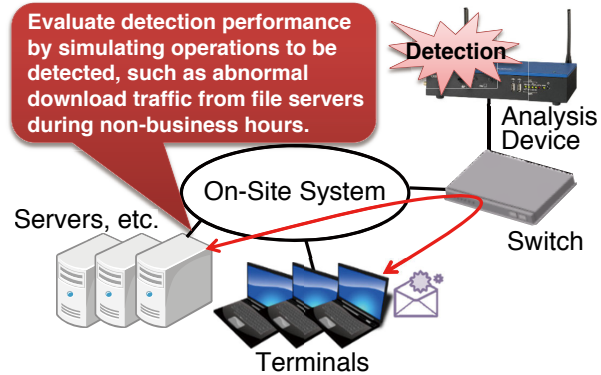 Evaluate detection performance
by simulating operations to be
detected, such as abnormal
download traffic from file servers
during non-business hours.
Detection
Analysis
Device
On-Site System
Servers, etc.
Switch
Terminals